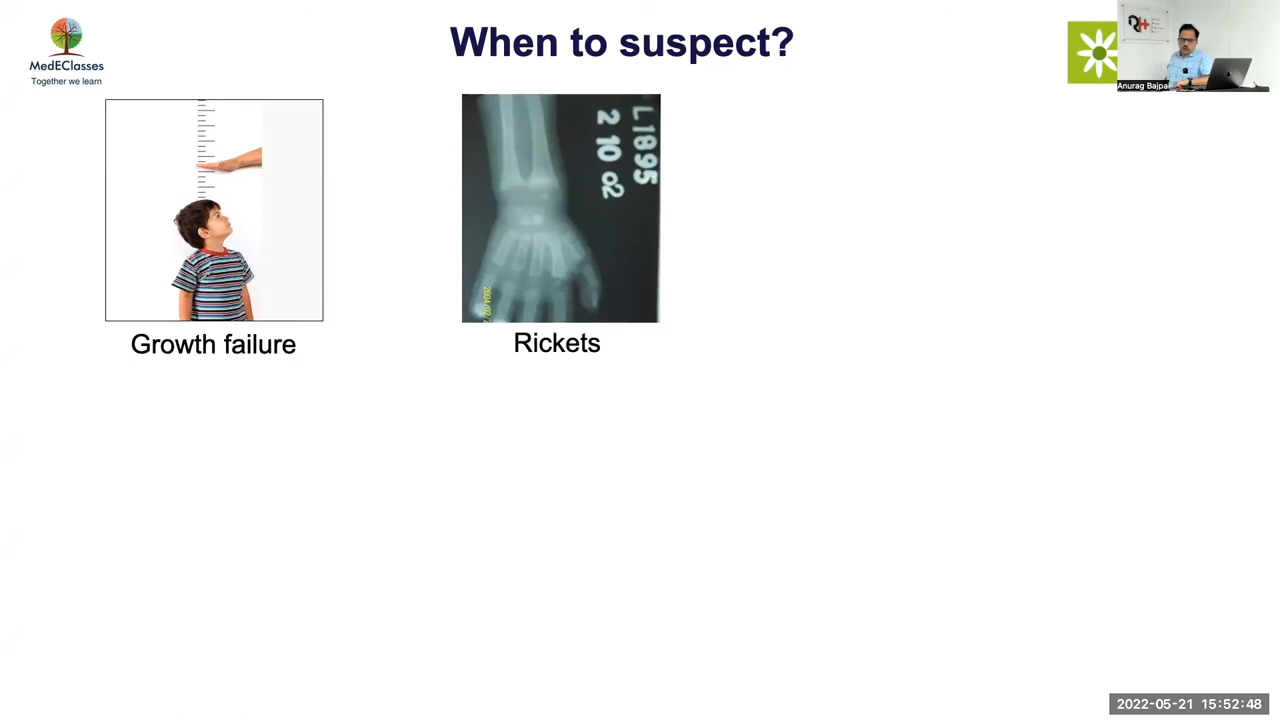 When to suspect?
MedEClasses
Together we learn
Anurag Bajpai
L1895
2 10 02
Growth failure
Rickets
2022-05-21 15:52:48